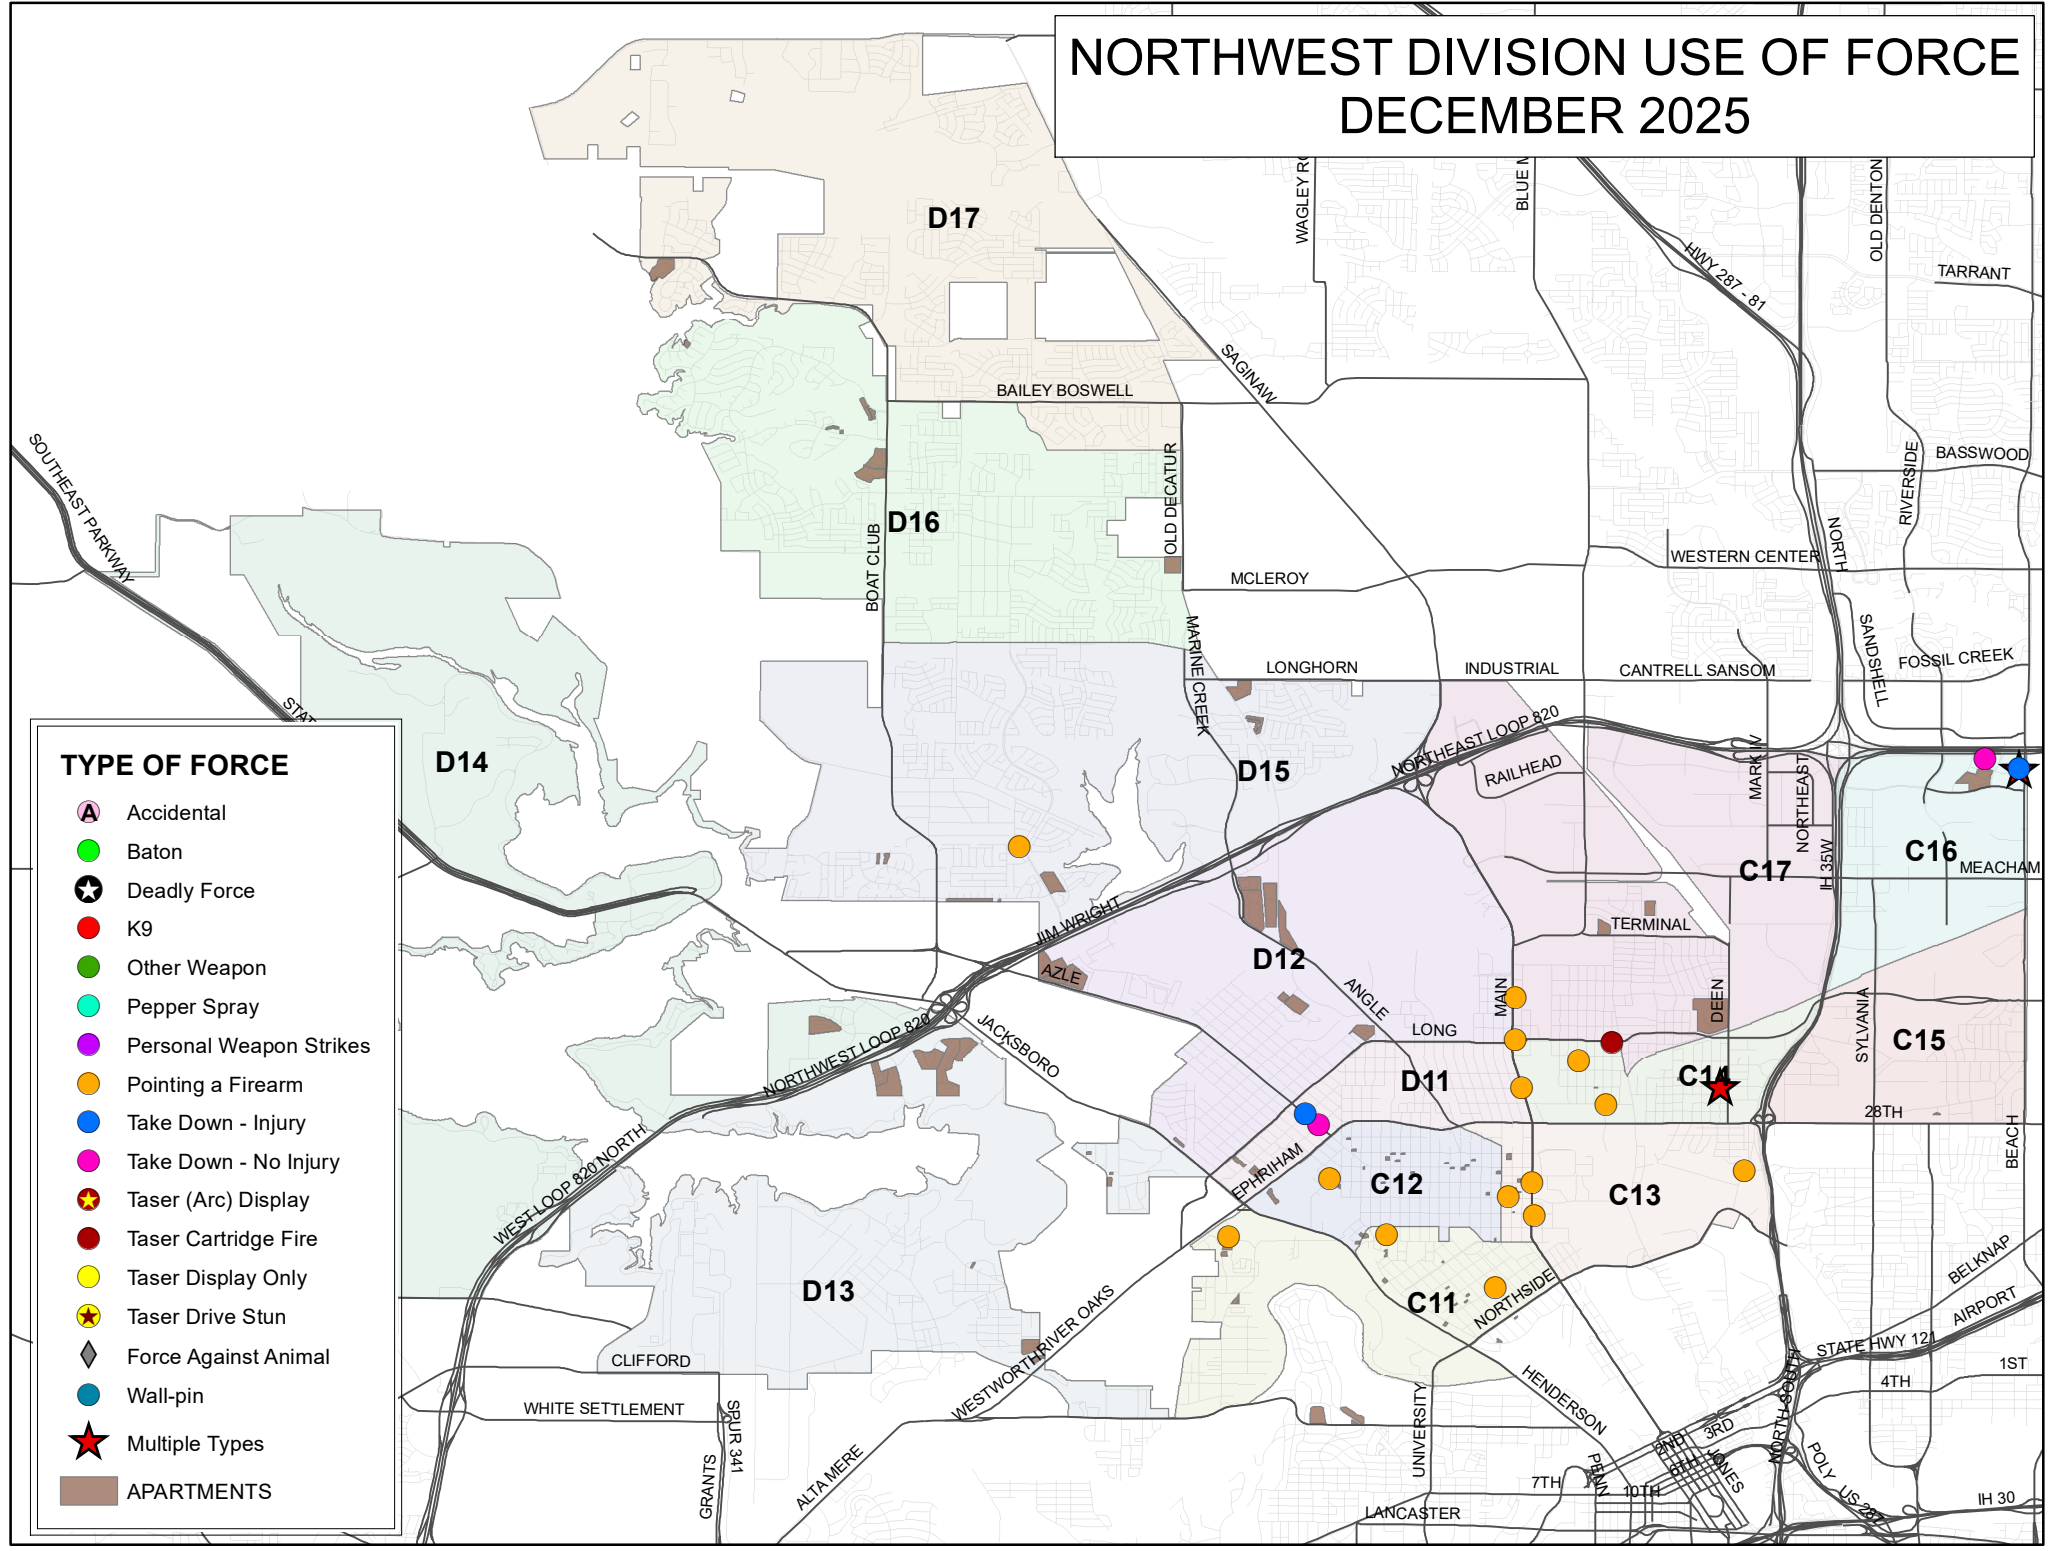 NORTHWEST DIVISION USE OF FORCE
DECEMBER 2025
WAGLEY RO
BLUE M
OLD DENTON
HWY 287 - 81
TARRANT
D17
SAGINAW
BAILEY BOSWELL
SOUTHEAST PARKWAY
OLD DECATUR
RIVERSIDE
BASSWOOD
D16
BOAT CLUB
NORTH
WESTERN CENTER
MCLEROY
MARINE CREEK
SANDSHELL
LONGHORN
INDUSTRIAL
CANTRELL SANSOM
FOSSIL CREEK
STAT
D14
D15
NORTHEAST LOOP 820
RAILHEAD
MARK IV
NORTHEAST
IH 35W
C16
MEACHAM
C17
JIM WRIGHT
TERMINAL
AZLE
D12
ANGLE
MAIN
DEEN
LONG
SYLVANIA
C15
JACKSBORO
NORTHWEST LOOP 820
D11
C14
28TH
BEACH
WEST LOOP 820 NORTH
EPHRIHAM
C12
C13
D13
C11
NORTHSIDE
BELKNAP
AIRPORT
STATE HWY 121
WESTWORTH
RIVER OAKS
CLIFFORD
WHITE SETTLEMENT
SPUR 341
GRANTS
ALTA MERE
UNIVERSITY
HENDERSON
NORTH-SOUTH
1ST
4TH
2ND
3RD
6TH
JONES
PENN
7TH
10TH
POLY
US 287
LANCASTER
IH 30
TYPE OF FORCE
A Accidental
Baton
Deadly Force
K9
Other Weapon
Pepper Spray
Personal Weapon Strikes
Pointing a Firearm
Take Down - Injury
Take Down - No Injury
Taser (Arc) Display
Taser Cartridge Fire
Taser Display Only
Taser Drive Stun
Force Against Animal
Wall-pin
Multiple Types
APARTMENTS